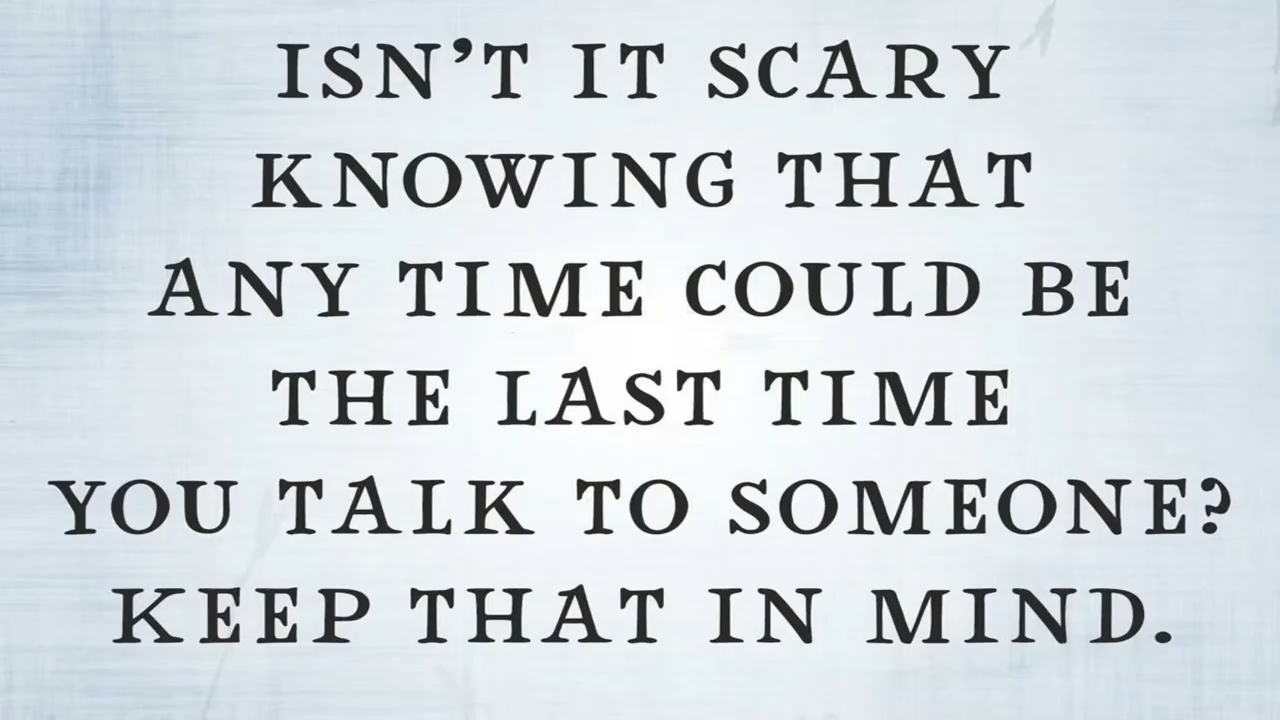 ISN’T IT SCARY
KNOWING THAT
ANY TIME COULD BE
THE LAST TIME
YOU TALK TO SOMEONE?
KEEP THAT IN MIND.